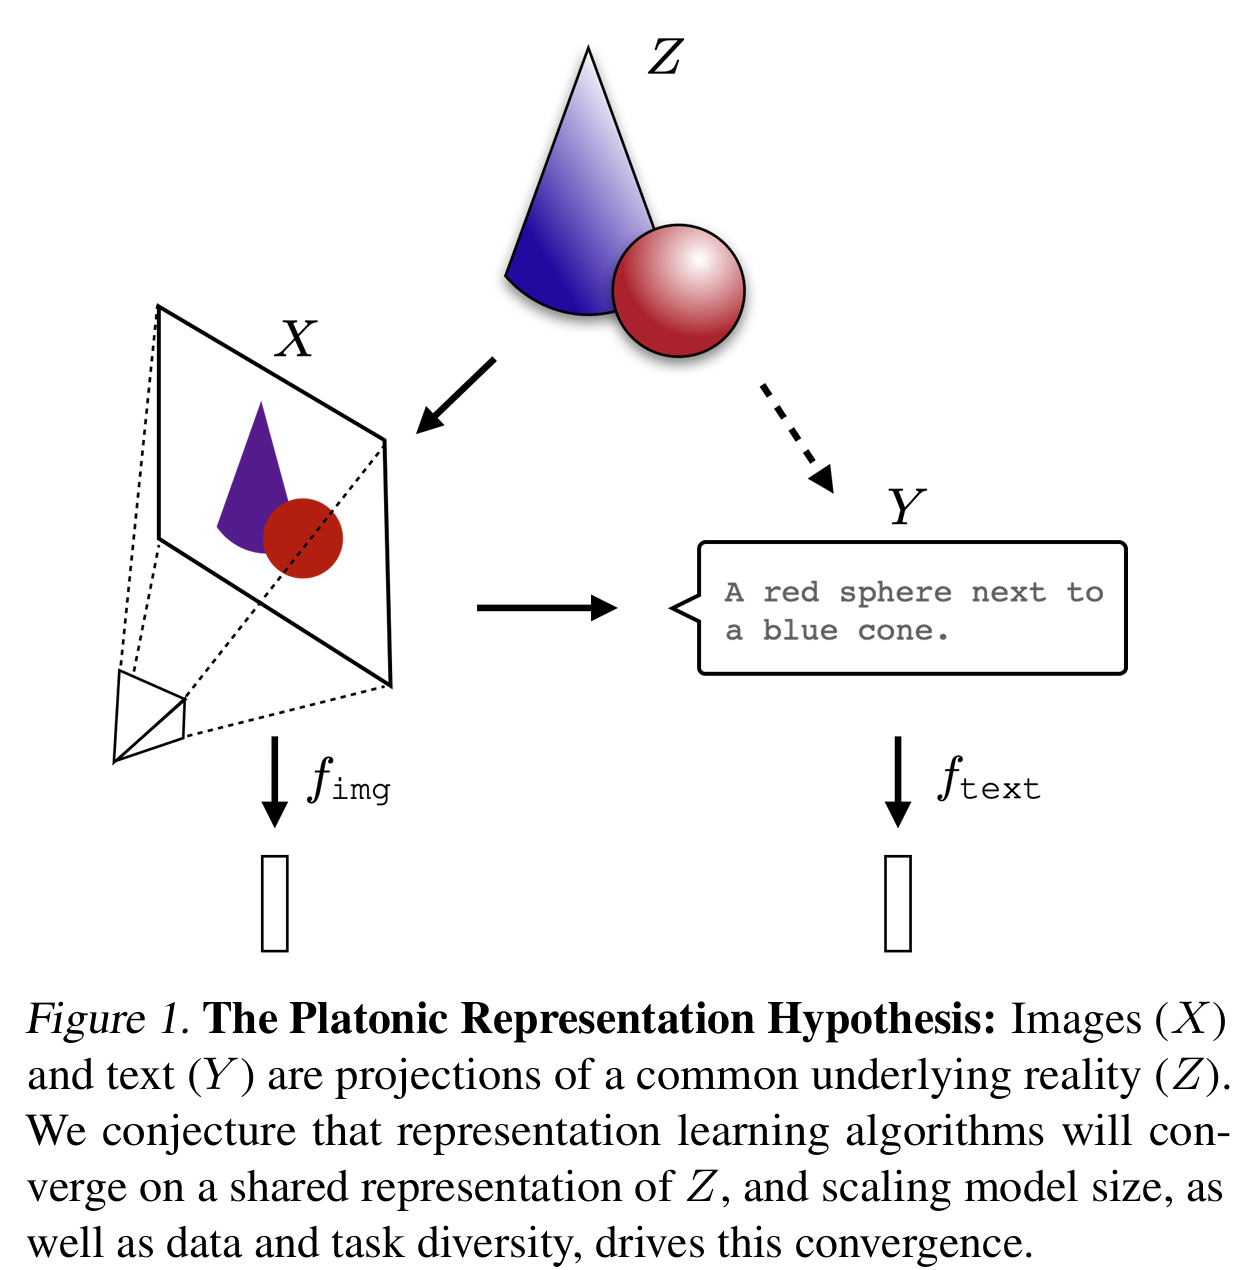 Z
X
Y
A red sphere next to
a blue cone.
f_img
f_text
Figure 1. The Platonic Representation Hypothesis: Images (X)
and text (Y) are projections of a common underlying reality (Z).
We conjecture that representation learning algorithms will con-
verge on a shared representation of Z, and scaling model size, as
well as data and task diversity, drives this convergence.